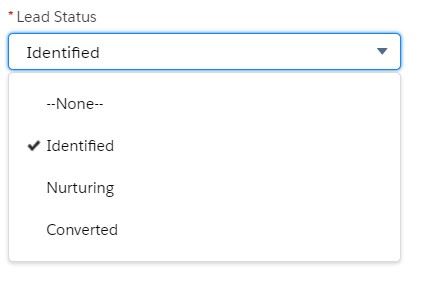 * Lead Status
Identified
--None--
Identified
Nurturing
Converted